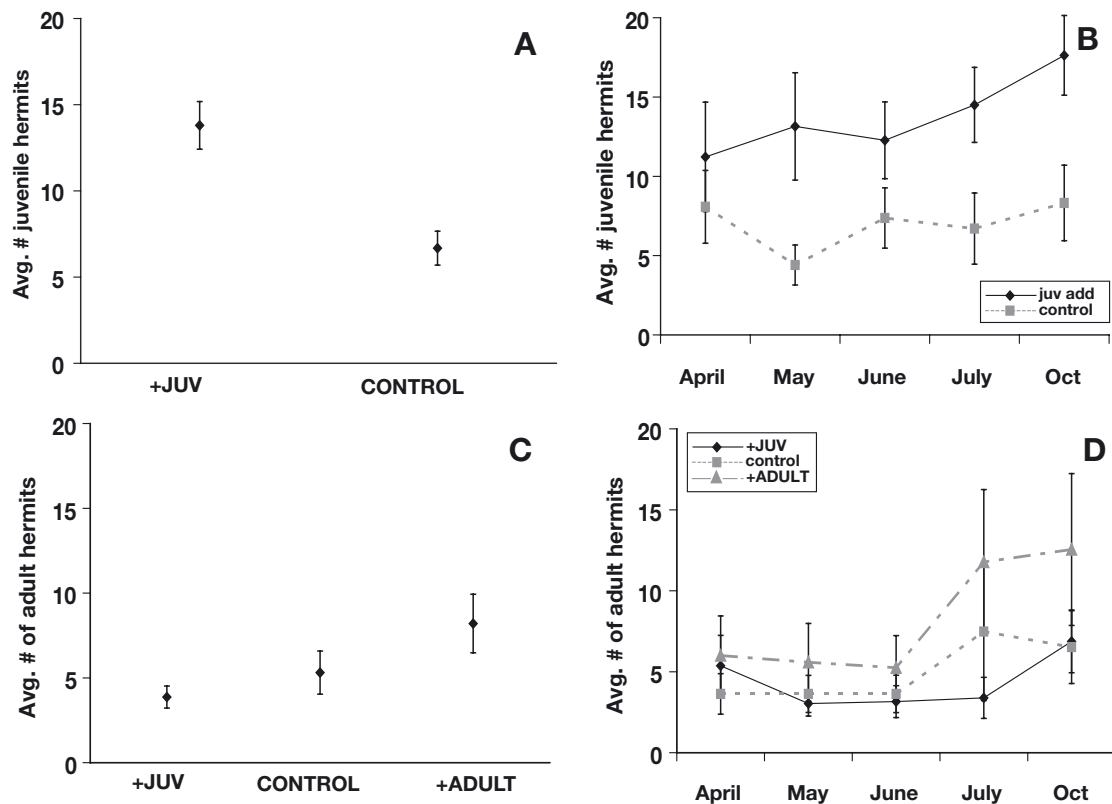 A
Avg. # juvenile hermits
20
15
10
5
0
+JUV CONTROL
B
Avg. # juvenile hermits
20
15
10
5
0
juv add
control
April May June July Oct
C
Avg. # of adult hermits
20
15
10
5
0
+JUV CONTROL +ADULT
D
Avg. # of adult hermits
20
15
10
5
0
+JUV
control
+ADULT
April May June July Oct